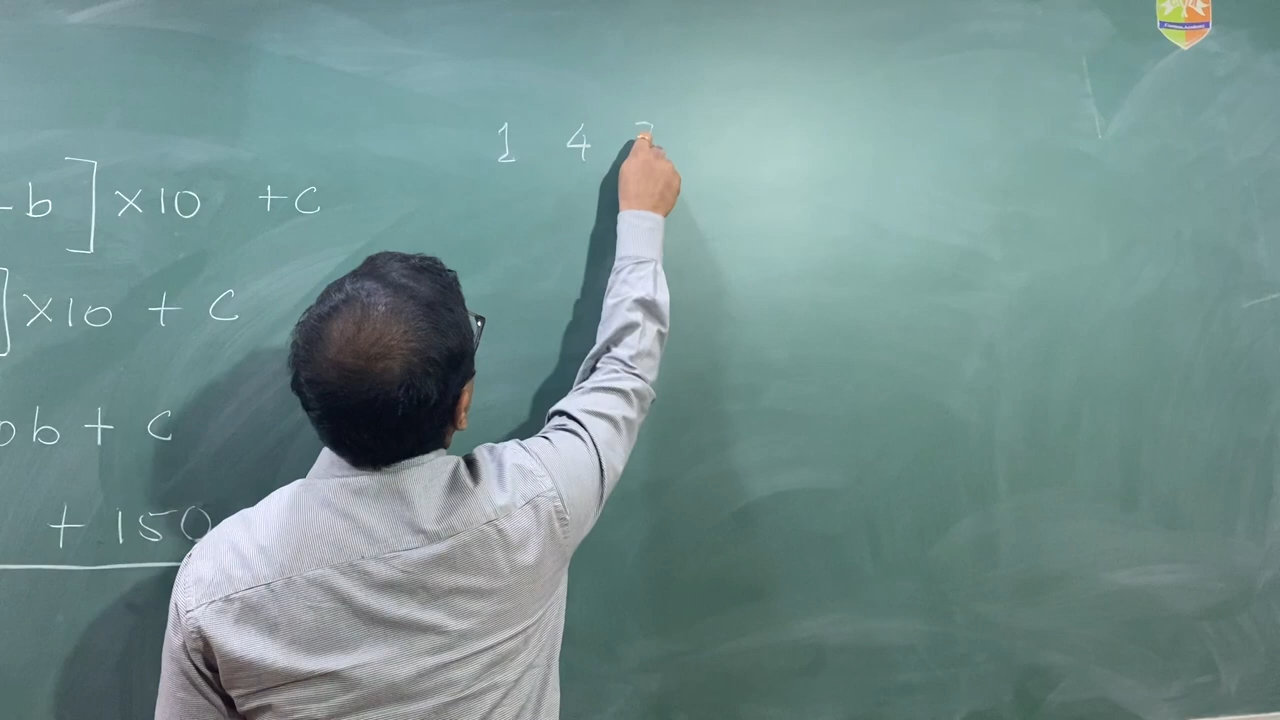 1 4
b ] ×10 +c
] ×10 + c
b + c
+ 150